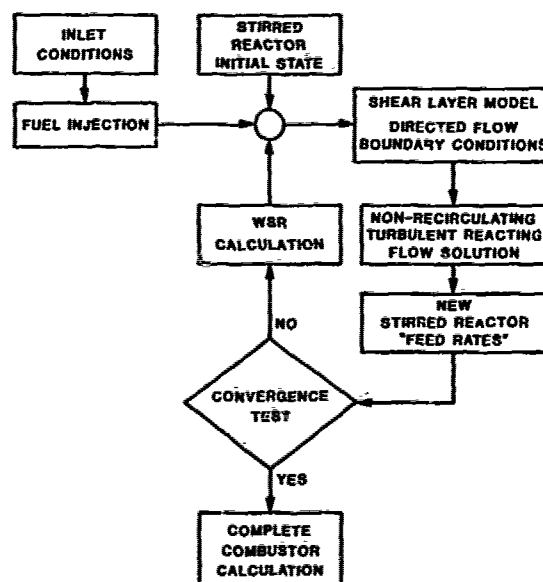 INLET
CONDITIONS
STIRRED
REACTOR
INITIAL STATE
FUEL INJECTION
SHEAR LAYER MODEL
DIRECTED FLOW
BOUNDARY CONDITIONS
WSR
CALCULATION
NON-RECIRCULATING
TURBULENT REACTING
FLOW SOLUTION
NEW
STIRRED REACTOR
"FEED RATES"
NO
CONVERGENCE
TEST
YES
COMPLETE
COMBUSTOR
CALCULATION